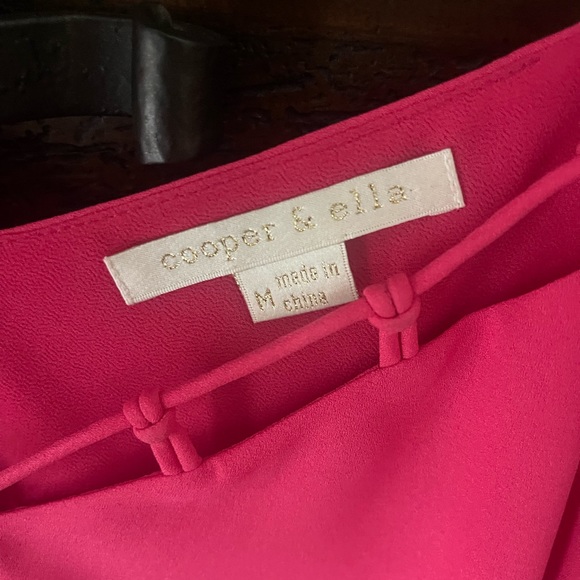 cooper & ella
M
made in
china